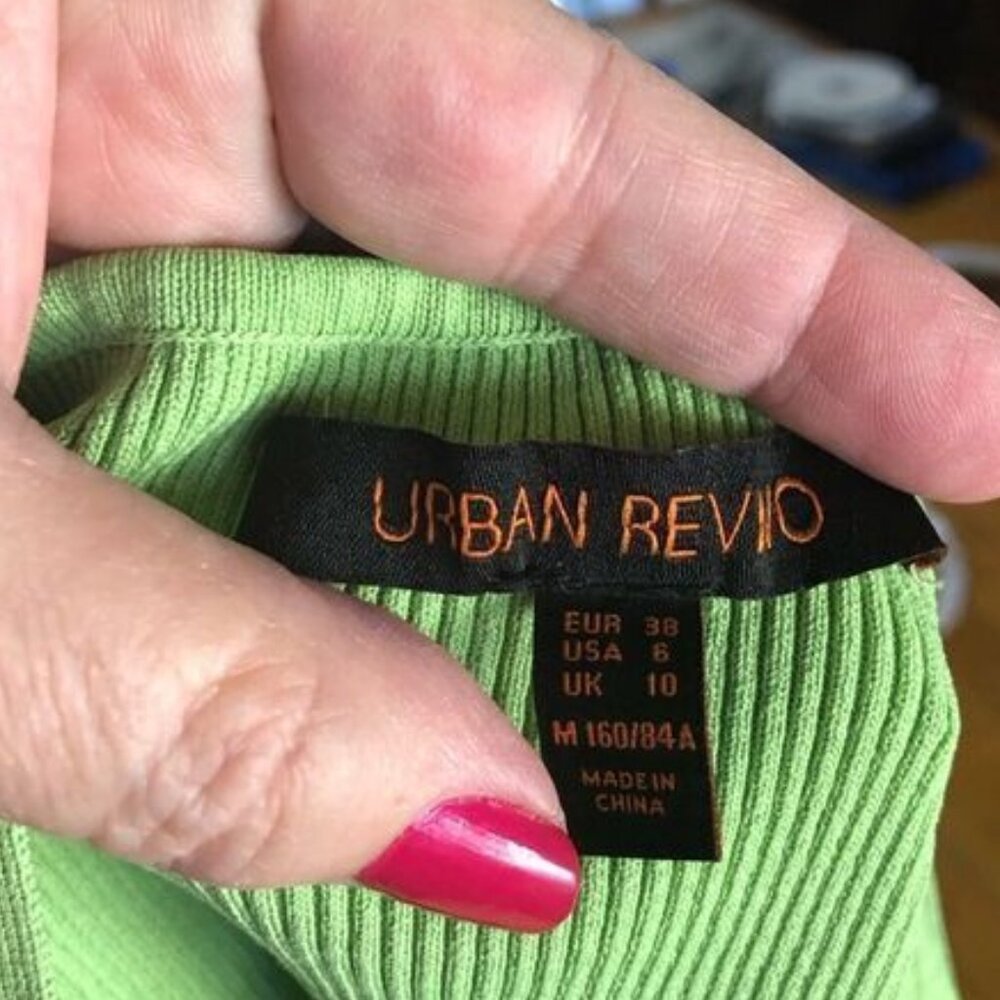 URBAN REVIVO
EUR 38
USA 6
UK 10
M 160/84A
MADE IN
CHINA